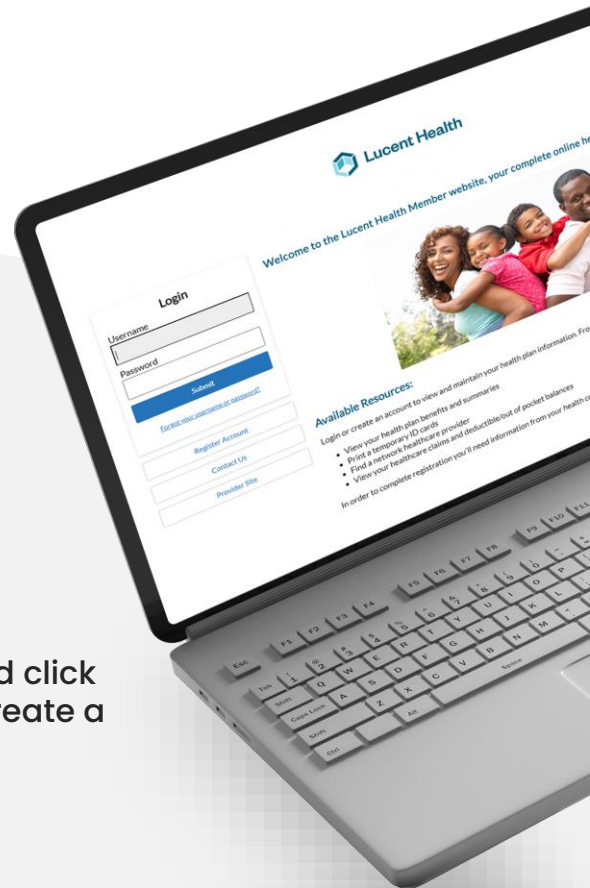 Lucent Health
Welcome to the Lucent Health Member website, your complete online he
Login
Username
Password
Submit
Forgot your username or password?
Register Account
Contact Us
Provider Site
Available Resources:
Login or create an account to view and maintain your health plan information. Fro
• View your health plan benefits and summaries
• Print a temporary ID cards
• Find a network healthcare provider
• View your healthcare claims and deductible/out of pocket balances
In order to complete registration you'll need information from your health c
Esc F1 F2 F3 F4 F5 F6 F7 F8 F9 F10 F11
Tab Q W E R T Y U I O P
Caps Lock A S D F G H J K L
Shift Z X C V B N M
Ctrl Alt Space
d click
reate a